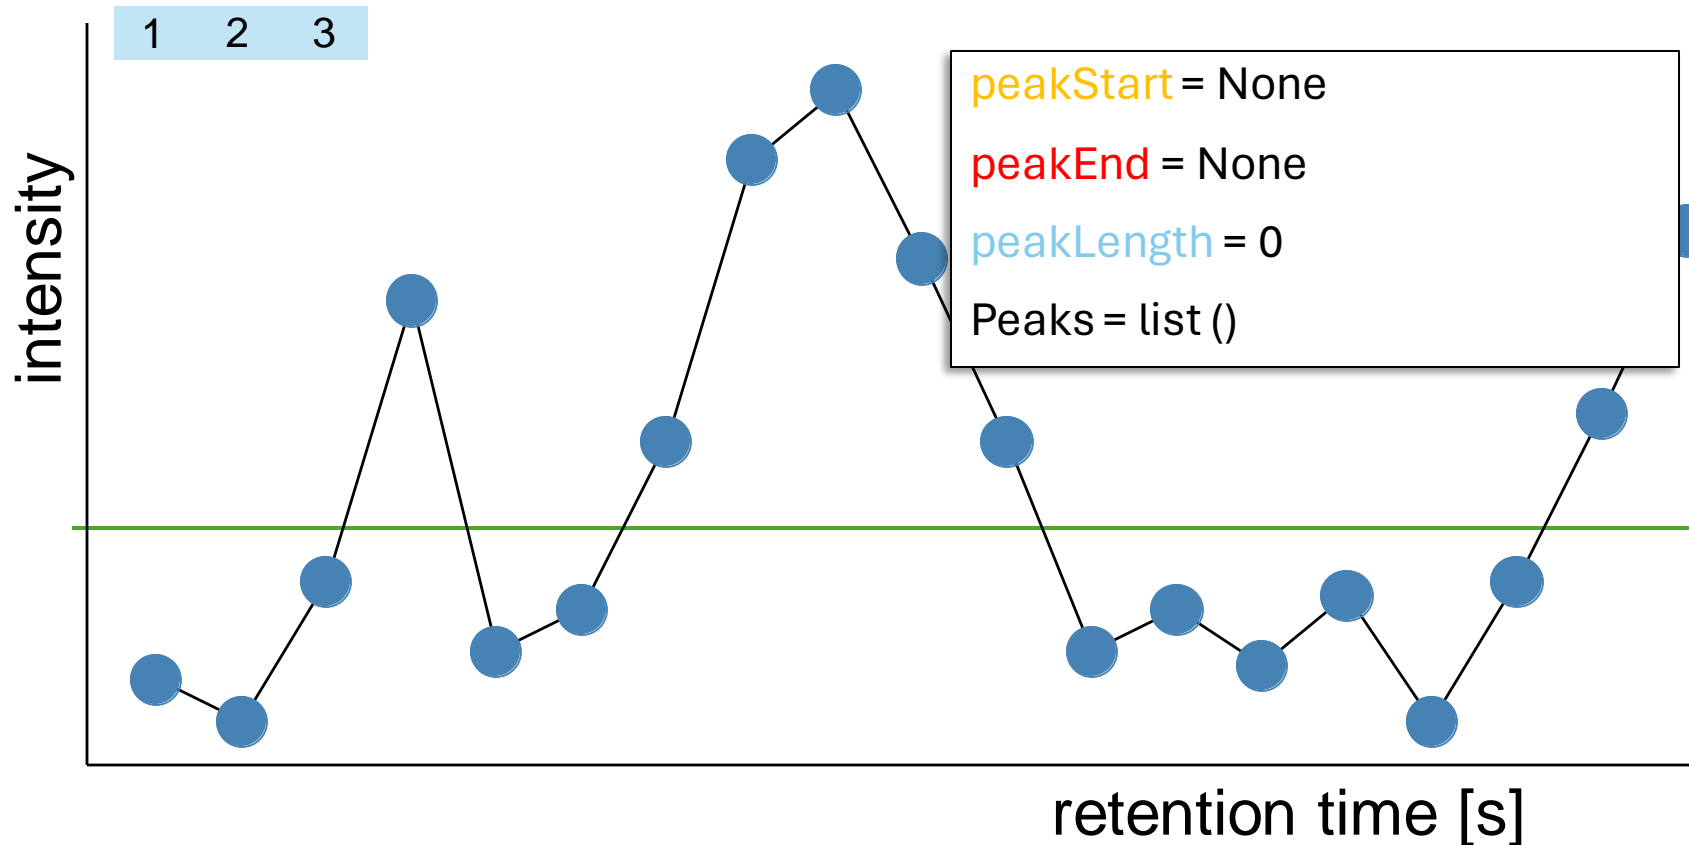 1 2 3
peakStart = None
peakEnd = None
peakLength = 0
Peaks = list ()
intensity
retention time [s]